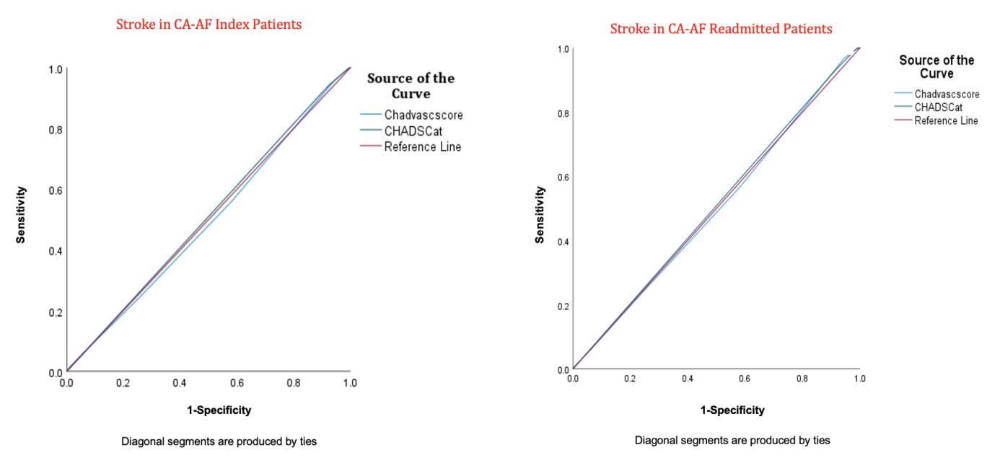 Stroke in CA-AF Index Patients
1.0
0.8
0.6
0.4
0.2
0.0
0.0 0.2 0.4 0.6 0.8 1.0
Sensitivity
1-Specificity
Source of the
Curve
Chadvascscore
CHADSCat
Reference Line
Diagonal segments are produced by ties
Stroke in CA-AF Readmitted Patients
1.0
0.8
0.6
0.4
0.2
0.0
0.0 0.2 0.4 0.6 0.8 1.0
Sensitivity
1-Specificity
Source of the
Curve
Chadvascscore
CHADSCat
Reference Line
Diagonal segments are produced by ties